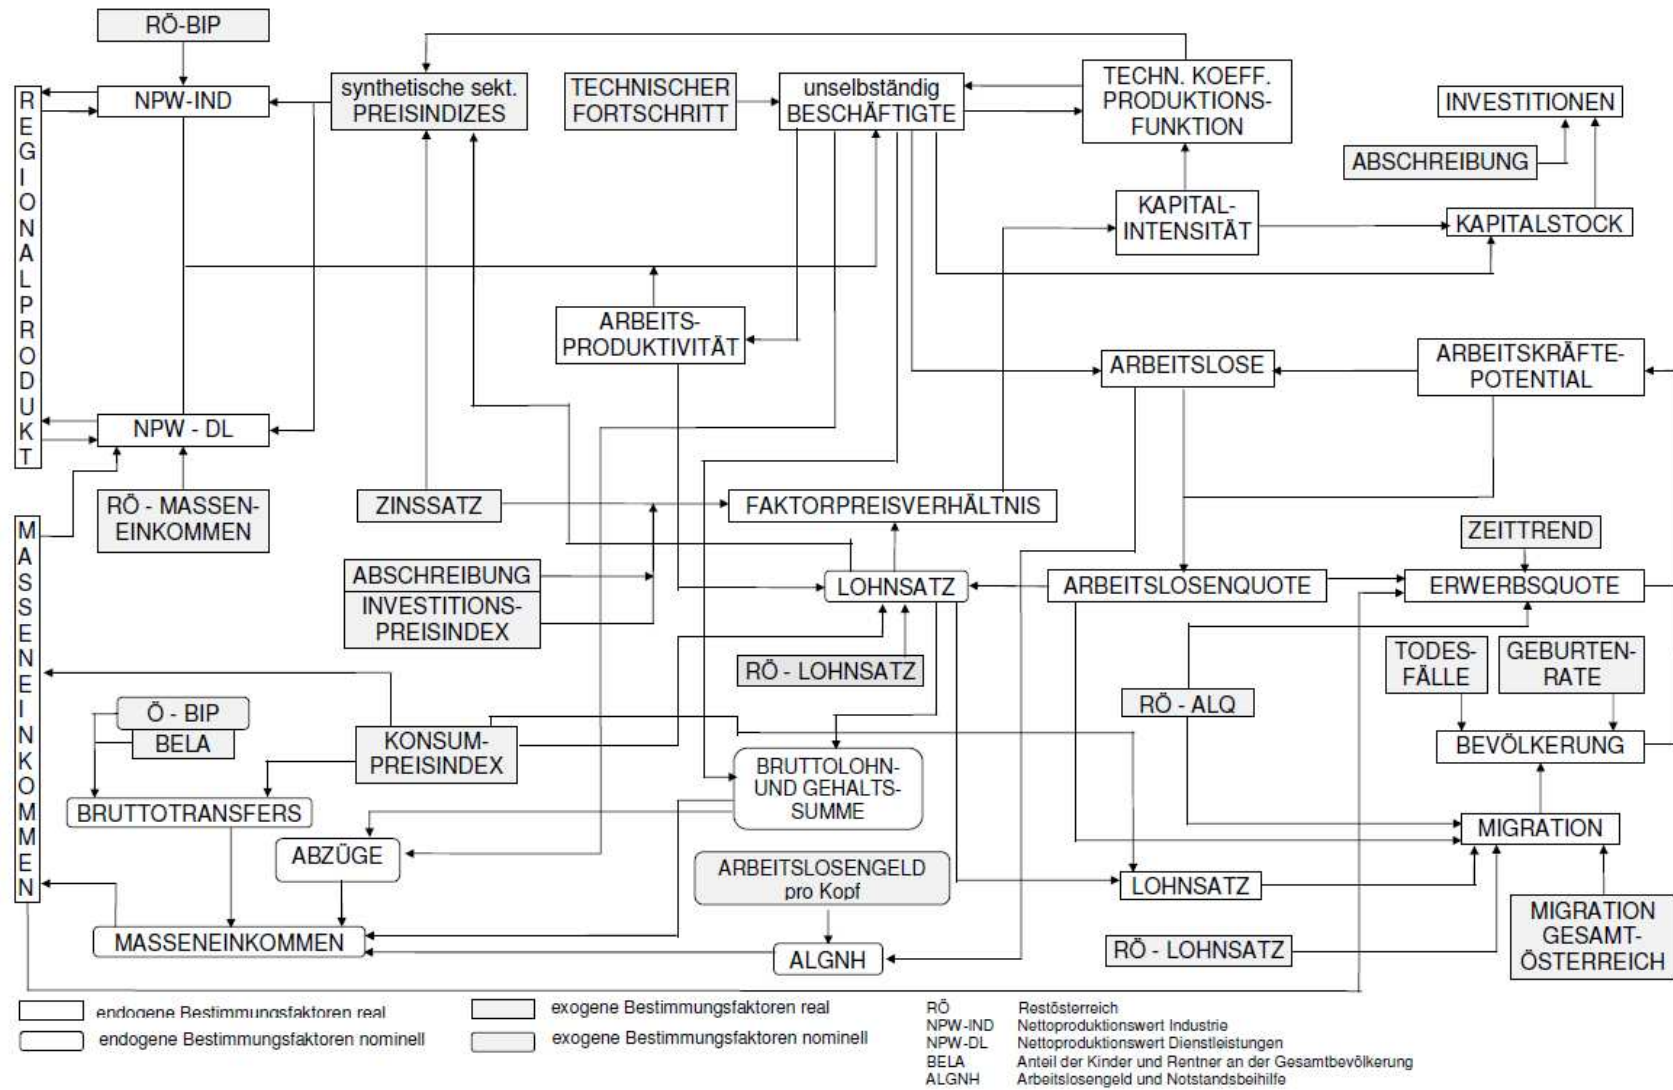 RÖ-BIP
REGIONALPRODUKT
NPW-IND
synthetische sekt.
PREISINDIZES
TECHNISCHER
FORTSCHRITT
unselbständig
BESCHÄFTIGTE
TECHN. KOEFF.
PRODUKTIONS-
FUNKTION
INVESTITIONEN
ABSCHREIBUNG
KAPITAL-
INTENSITÄT
KAPITALSTOCK
ARBEITS-
PRODUKTIVITÄT
ARBEITSLOSE
ARBEITSKRÄFTE-
POTENTIAL
NPW - DL
RÖ - MASSEN-
EINKOMMEN
ZINSSATZ
FAKTORPREISVERHÄLTNIS
ZEITTREND
MASSENEINKOMMEN
ABSCHREIBUNG
INVESTITIONS-
PREISINDEX
LOHNSATZ
ARBEITSLOSENQUOTE
ERWERBSQUOTE
RÖ - LOHNSATZ
TODES-
FÄLLE
GEBURTEN-
RATE
RÖ - ALQ
Ö - BIP
BELA
KONSUM-
PREISINDEX
BEVÖLKERUNG
BRUTTOLOHN-
UND GEHALTS-
SUMME
BRUTTOTRANSFERS
MIGRATION
ABZÜGE
ARBEITSLOSENGELD
pro Kopf
LOHNSATZ
MASSENEINKOMMEN
ALGNH
RÖ - LOHNSATZ
MIGRATION
GESAMT-
ÖSTERREICH
endogene Bestimmungsfaktoren real
exogene Bestimmungsfaktoren real
endogene Bestimmungsfaktoren nominell
exogene Bestimmungsfaktoren nominell
RÖ Restösterreich
NPW-IND Nettoproduktionswert Industrie
NPW-DL Nettoproduktionswert Dienstleistungen
BELA Anteil der Kinder und Rentner an der Gesamtbevölkerung
ALGNH Arbeitslosengeld und Notstandsbeihilfe